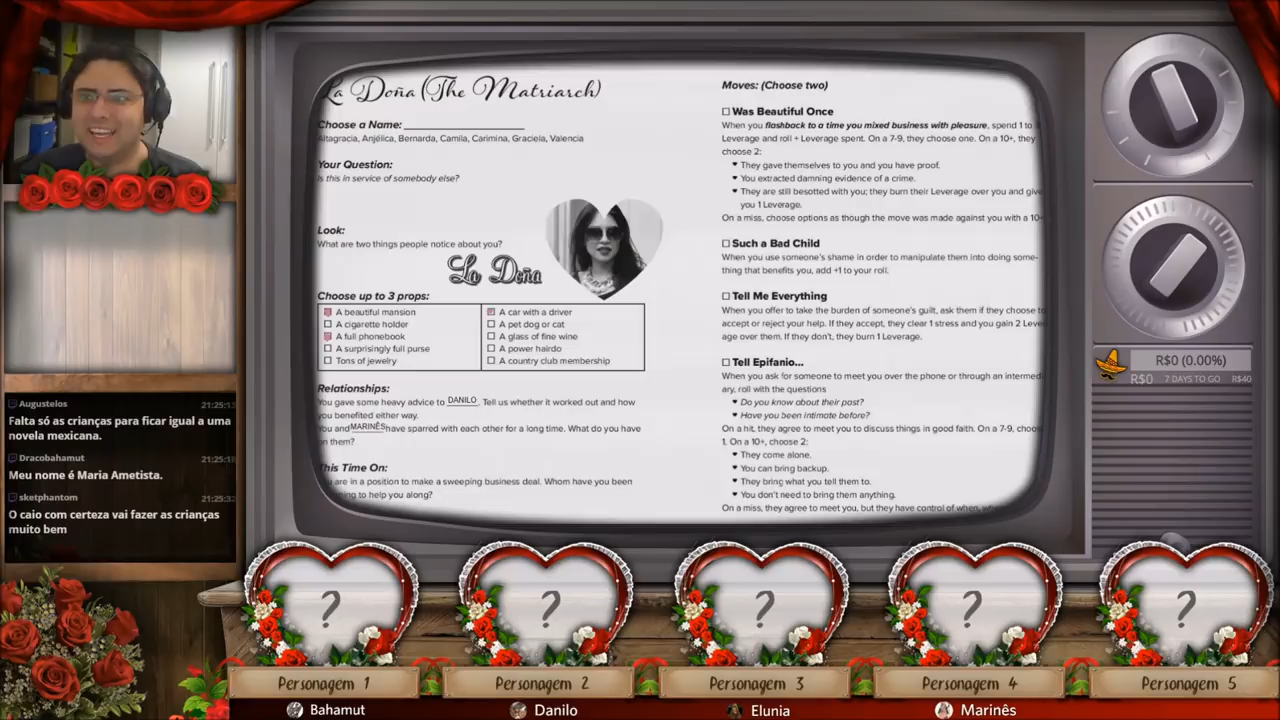 La Doña (The Matriarch)
Choose a Name:
Altagracia, Anjélica, Bernarda, Camila, Carimina, Graciela, Valencia
Your Question:
Is this in service of somebody else?
Look:
What are two things people notice about you?
La Doña
Choose up to 3 props:
A beautiful mansion
A cigarette holder
A full phonebook
A surprisingly full purse
Tons of jewelry
A car with a driver
A pet dog or cat
A glass of fine wine
A power hairdo
A country club membership
Relationships:
You gave some heavy advice to DANILO. Tell us whether it worked out and how
you benefited either way.
You and MARINÊS have sparred with each other for a long time. What do you have
on them?
This Time On:
are in a position to make a sweeping business deal. Whom have you been
to help you along?
Moves: (Choose two)
Was Beautiful Once
When you flashback to a time you mixed business with pleasure, spend 1 to
Leverage and roll + Leverage spent. On a 7-9, they choose one. On a 10+, they
choose 2:
They gave themselves to you and you have proof.
You extracted damning evidence of a crime.
They are still besotted with you; they burn their Leverage over you and give
you 1 Leverage.
On a miss, choose options as though the move was made against you with a 10+
Such a Bad Child
When you use someone's shame in order to manipulate them into doing some-
thing that benefits you, add +1 to your roll.
Tell Me Everything
When you offer to take the burden of someone's guilt, ask them if they choose to
accept or reject your help. If they accept, they clear 1 stress and you gain 2 Lever
age over them. If they don't, they burn 1 Leverage.
Tell Epifanio...
When you ask for someone to meet you over the phone or through an intermed
ary, roll with the questions
Do you know about their past?
Have you been intimate before?
On a hit, they agree to meet you to discuss things in good faith. On a 7-9, choos
1. On a 10+, choose 2:
They come alone.
You can bring backup.
They bring what you tell them to.
You don't need to bring them anything.
On a miss, they agree to meet you, but they have control of when,
R$0 (0.00%)
R$0 7 DAYS TO GO R$40
Augustelos 21:25:13
Falta só as crianças para ficar igual a uma
novela mexicana.
Dracobahamut 21:25:18
Meu nome é Maria Ametista.
sketphantom 21:25:32
O caio com certeza vai fazer as crianças
muito bem
? ? ? ? ?
Personagem 1 Personagem 2 Personagem 3 Personagem 4 Personagem 5
Bahamut Danilo Elunia Marinês